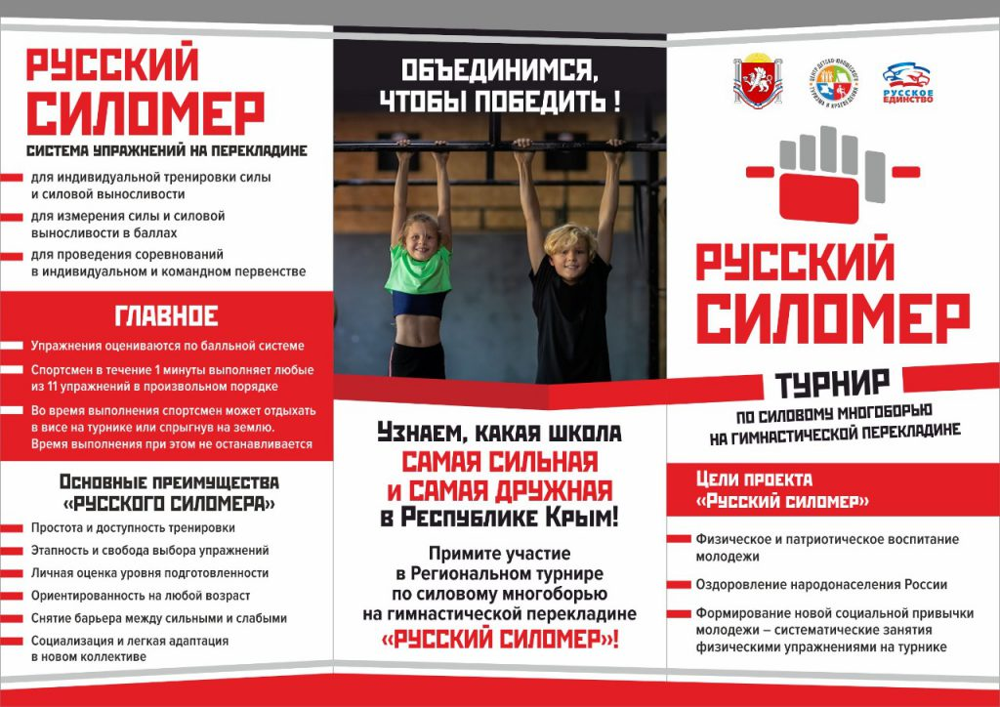 РУССКИЙ
СИЛОМЕР
СИСТЕМА УПРАЖНЕНИЙ НА ПЕРЕКЛАДИНЕ
для индивидуальной тренировки силы
и силовой выносливости
для измерения силы и силовой
выносливости в баллах
для проведения соревнований
в индивидуальном и командном первенстве
ГЛАВНОЕ
Упражнения оцениваются по балльной системе
Спортсмен в течение 1 минуты выполняет любые
из 11 упражнений в произвольном порядке
Во время выполнения спортсмен может отдыхать
в висе на турнике или спрыгнув на землю.
Время выполнения при этом не останавливается
Основные преимущества
«РУССКОГО СИЛОМЕРА»
Простота и доступность тренировки
Этапность и свобода выбора упражнений
Личная оценка уровня подготовленности
Ориентированность на любой возраст
Снятие барьера между сильными и слабыми
Социализация и легкая адаптация
в новом коллективе
ОБЪЕДИНИМСЯ,
ЧТОБЫ ПОБЕДИТЬ !
Узнаем, какая школа
САМАЯ СИЛЬНАЯ
и САМАЯ ДРУЖНАЯ
в Республике Крым!
Примите участие
в Региональном турнире
по силовому многоборью
на гимнастической перекладине
«РУССКИЙ СИЛОМЕР»!
ЦЕНТР ДЕТСКО-ЮНОШЕСКОГО
ТУРИЗМА И КРАЕВЕДЕНИЯ
РУССКОЕ
ЕДИНСТВО
РУССКИЙ
СИЛОМЕР
ТУРНИР
ПО СИЛОВОМУ МНОГОБОРЬЮ
НА ГИМНАСТИЧЕСКОЙ ПЕРЕКЛАДИНЕ
Цели проекта
«Русский силомер»
Физическое и патриотическое воспитание
молодежи
Оздоровление народонаселения России
Формирование новой социальной привычки
молодежи – систематические занятия
физическими упражнениями на турнике